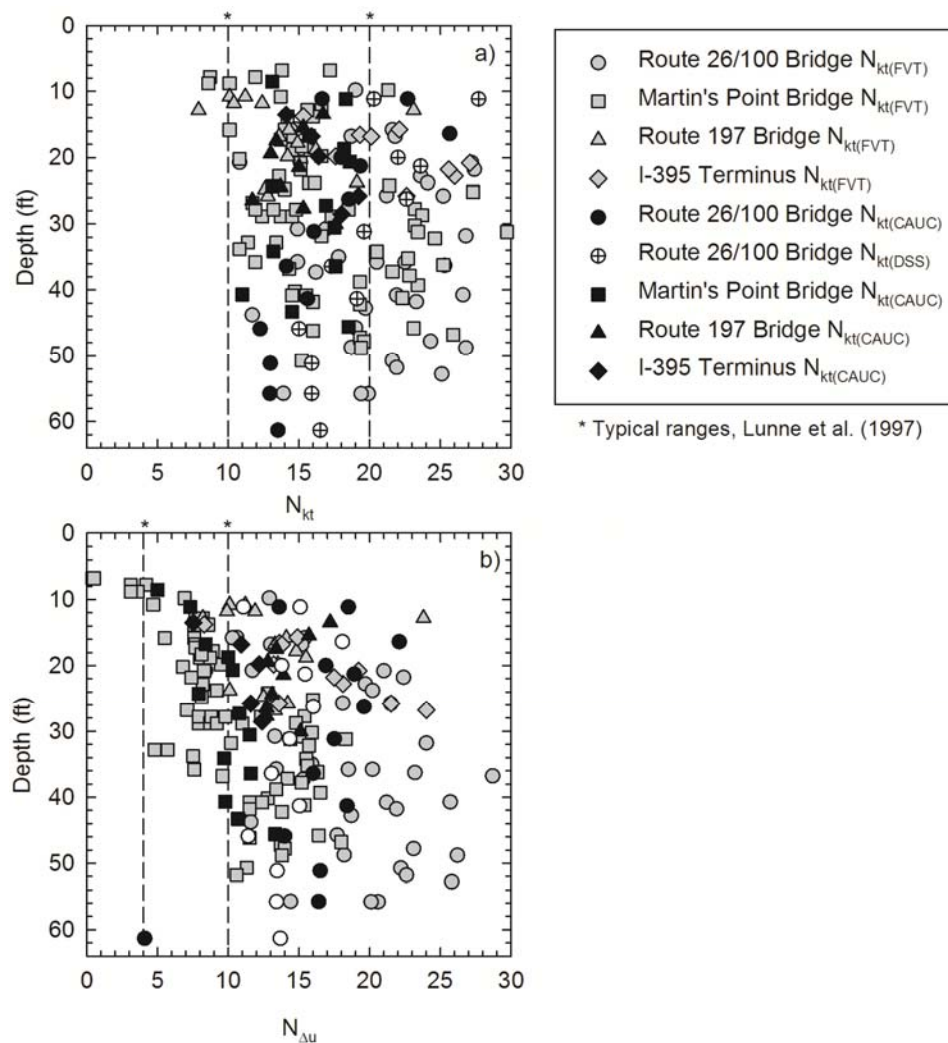 * *
0
10
20
30
40
50
60
Depth (ft)
a)
0 5 10 15 20 25 30
N_kt
Route 26/100 Bridge N_kt(FVT)
Martin's Point Bridge N_kt(FVT)
Route 197 Bridge N_kt(FVT)
I-395 Terminus N_kt(FVT)
Route 26/100 Bridge N_kt(CAUC)
Route 26/100 Bridge N_kt(DSS)
Martin's Point Bridge N_kt(CAUC)
Route 197 Bridge N_kt(CAUC)
I-395 Terminus N_kt(CAUC)
* Typical ranges, Lunne et al. (1997)
* *
0
10
20
30
40
50
60
Depth (ft)
b)
0 5 10 15 20 25 30
N_Δu